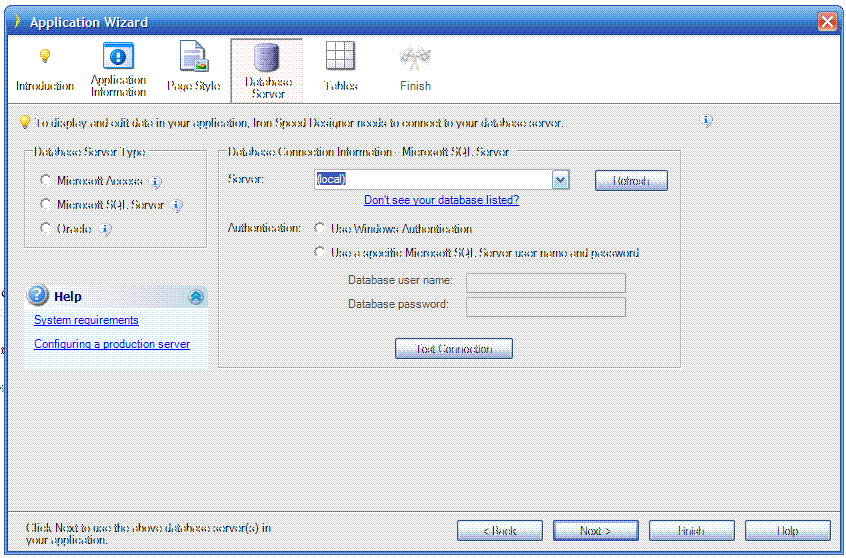 Application Wizard
Introduction
Application
Information
Page Style
Database
Server
Tables
Finish
To display and edit data in your application, Iron Speed Designer needs to connect to your database server.
Database Server Type
Microsoft Access
Microsoft SQL Server
Oracle
Database Connection Information - Microsoft SQL Server
Server:
(local)
Refresh
Don't see your database listed?
Authentication:
Use Windows Authentication
Use a specific Microsoft SQL Server user name and password
Database user name:
Database password:
Test Connection
Help
System requirements
Configuring a production server
Click Next to use the above database server(s) in
your application.
< Back
Next >
Finish
Help